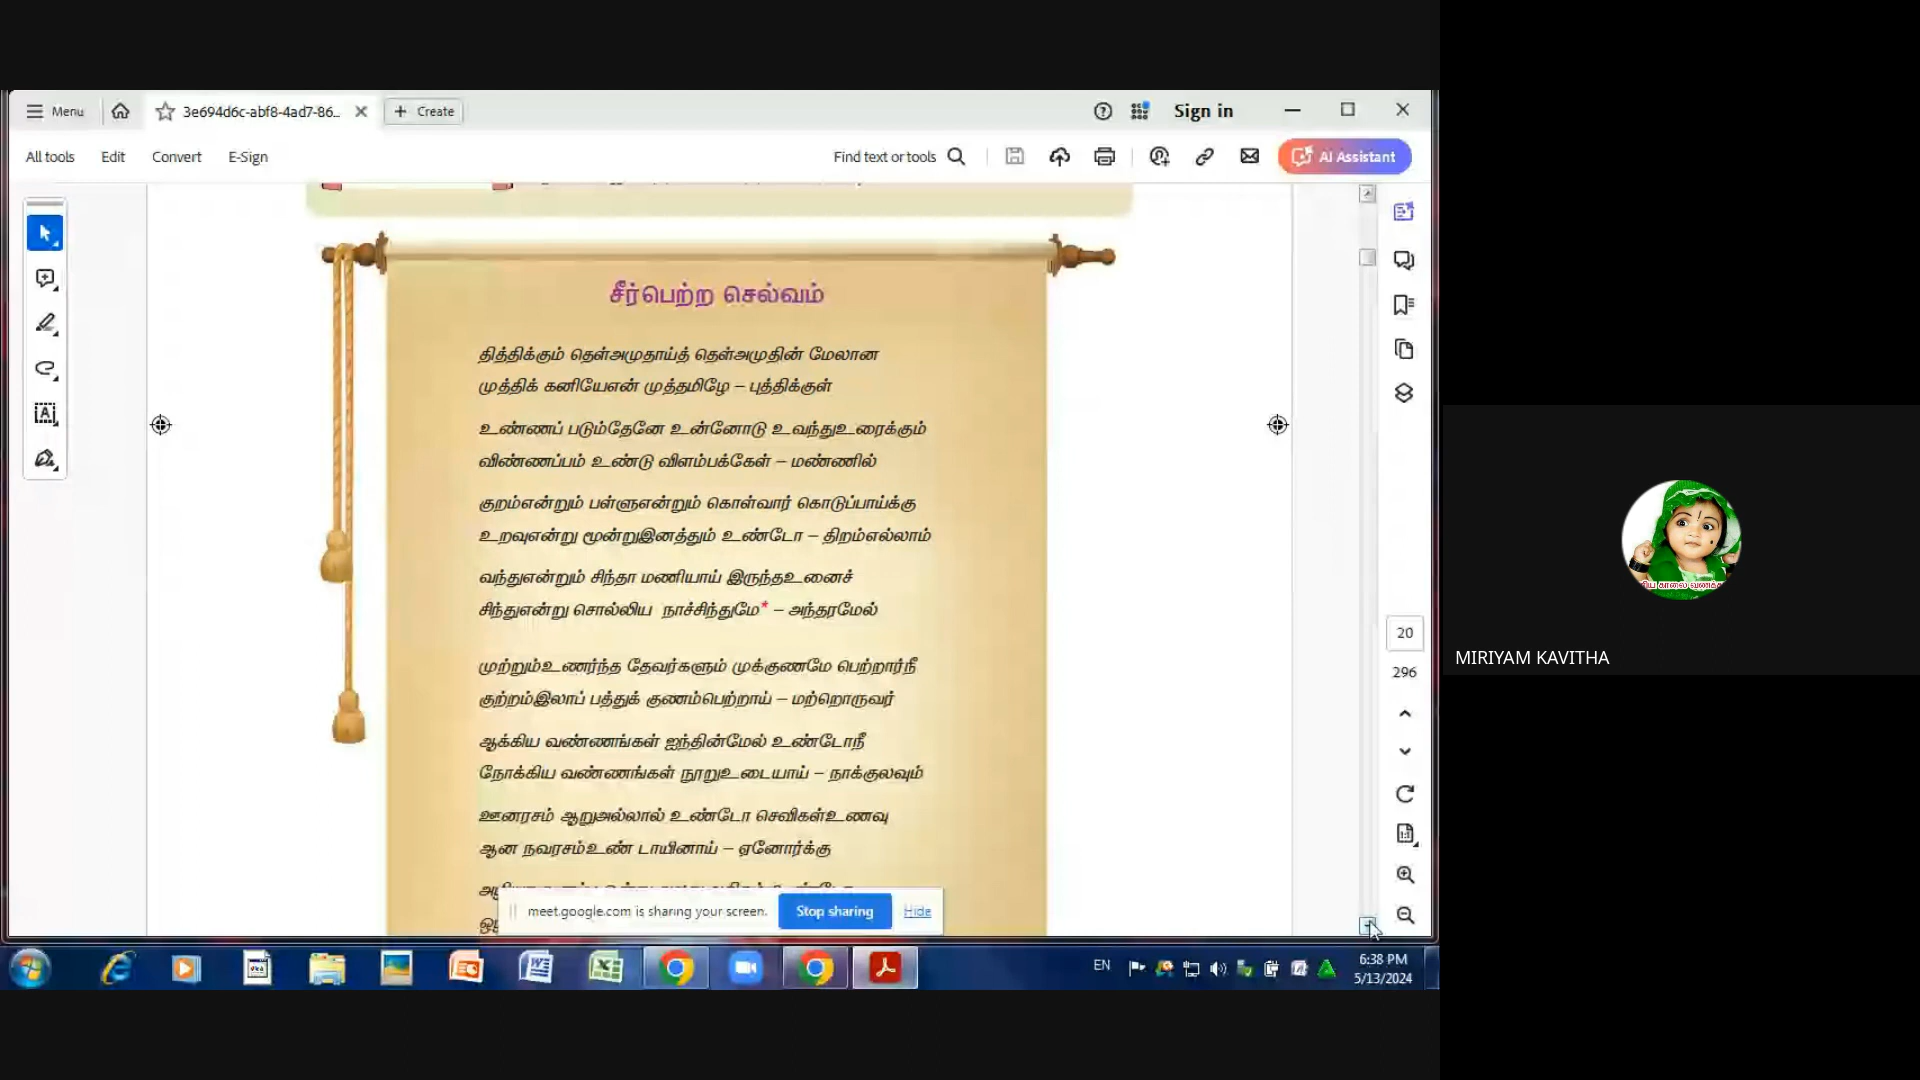 Menu
3e694d6c-abf8-4ad7-86...
Create
Sign in
All tools
Edit
Convert
E-Sign
Find text or tools
AI Assistant
சீர்பெற்ற செல்வம்
தித்திக்கும் தெள்அமுதாய்த் தெள்அமுதின் மேலான
முத்திக் கனியேஎன் முத்தமிழே – புத்திக்குள்
உண்ணப் படும்தேனே உன்னோடு உவந்துஉரைக்கும்
விண்ணப்பம் உண்டு விளம்பக்கேள் – மண்ணில்
குறம்என்றும் பள்ளுஎன்றும் கொள்வார் கொடுப்பாய்க்கு
உறவுஎன்று மூன்றுஇனத்தும் உண்டோ – திறம்எல்லாம்
வந்துஎன்றும் சிந்தா மணியாய் இருந்தஉனைச்
சிந்துஎன்று சொல்லிய நாச்சிந்துமே* – அந்தரமேல்
முற்றும்உணர்ந்த தேவர்களும் முக்குணமே பெற்றார்நீ
குற்றம்இலாப் பத்துக் குணம்பெற்றாய் – மற்றொருவர்
ஆக்கிய வண்ணங்கள் ஐந்தின்மேல் உண்டோநீ
நோக்கிய வண்ணங்கள் நூறுஉடையாய் – நாக்குலவும்
ஊனரசம் ஆறுஅல்லால் உண்டோ செவிகள்உணவு
ஆன நவரசம்உண் டாயினாய் – ஏனோர்க்கு
meet.google.com is sharing your screen.
Stop sharing
Hide
20
296
EN
6:38 PM
5/13/2024
MIRIYAM KAVITHA